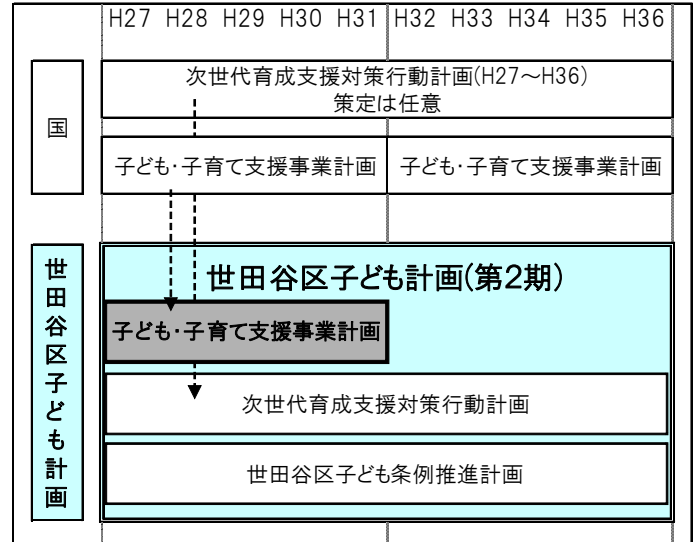 H27 H28 H29 H30 H31 H32 H33 H34 H35 H36
国
次世代育成支援対策行動計画(H27～H36)
策定は任意
子ども・子育て支援事業計画
子ども・子育て支援事業計画
世田谷区子ども計画
世田谷区子ども計画(第2期)
子ども・子育て支援事業計画
次世代育成支援対策行動計画
世田谷区子ども条例推進計画